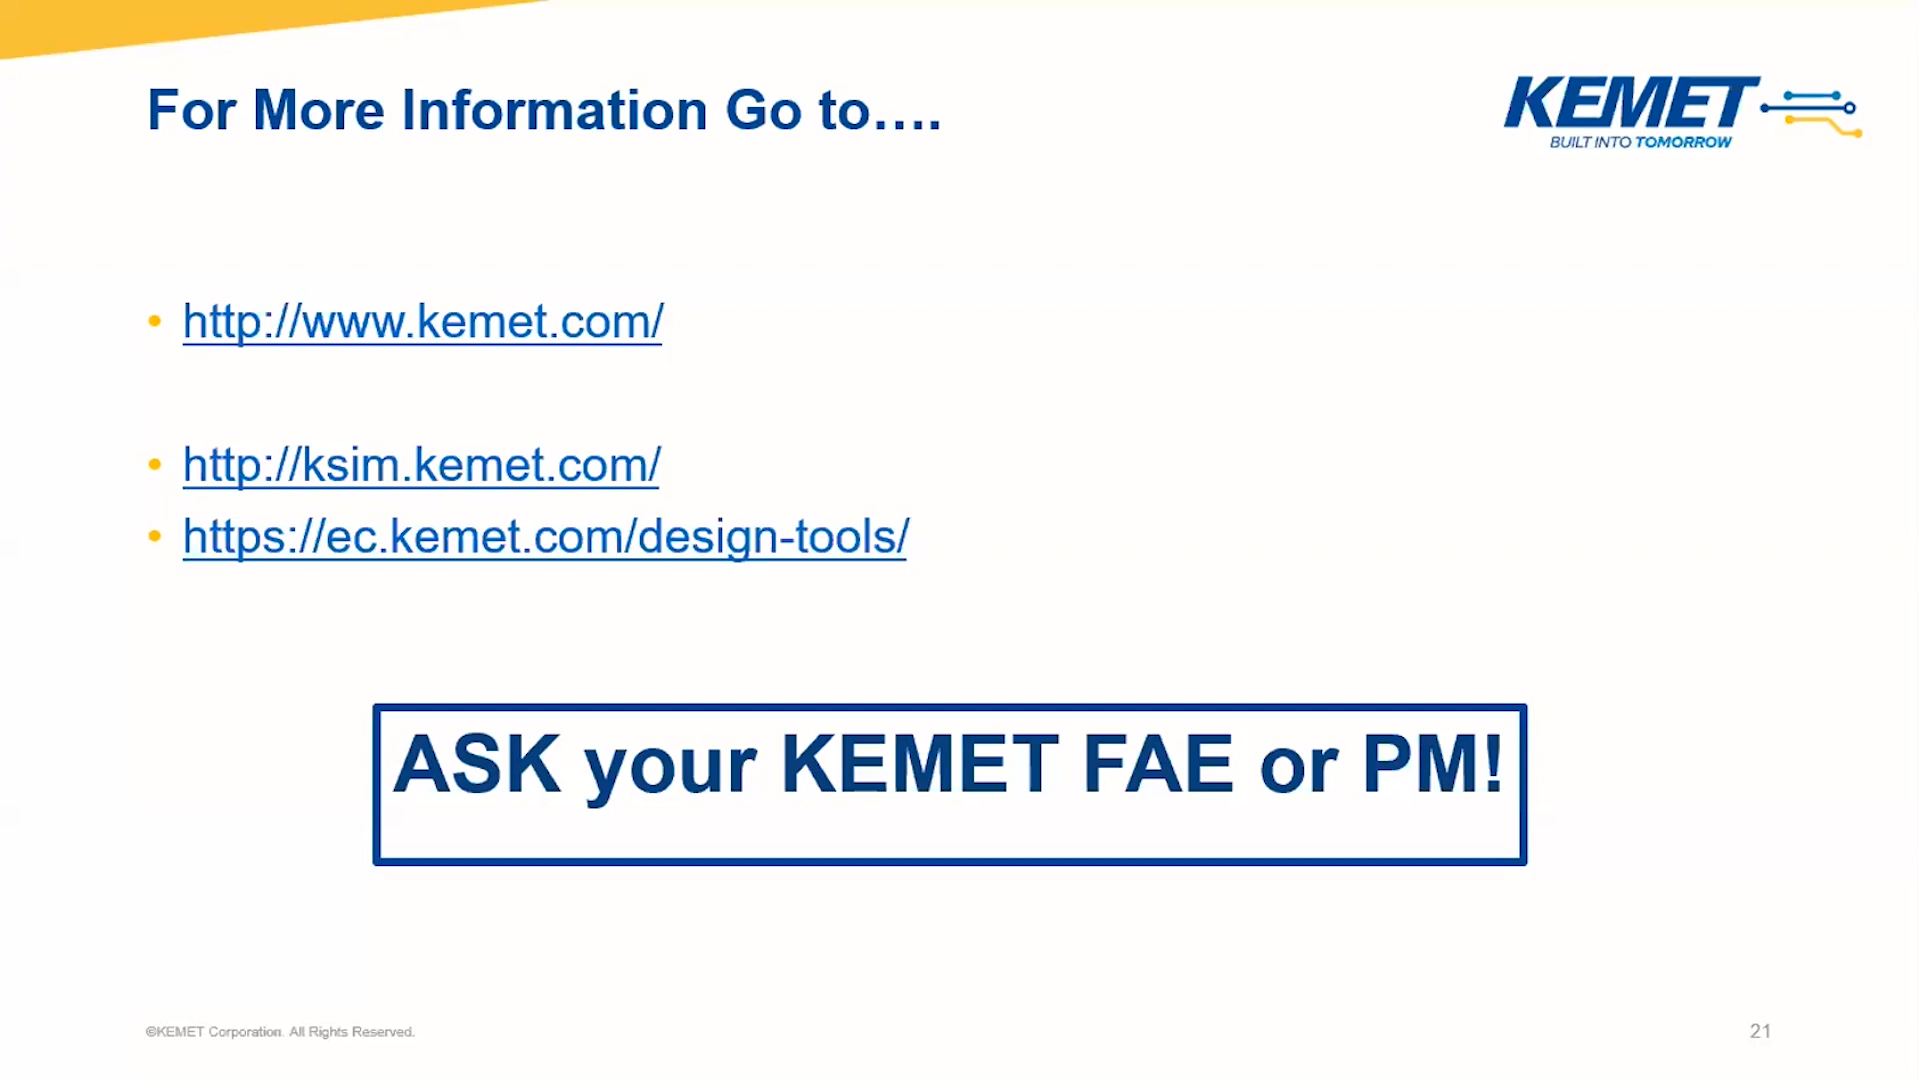 For More Information Go to....
KEMET
BUILT INTO TOMORROW
• http://www.kemet.com/
• http://ksim.kemet.com/
• https://ec.kemet.com/design-tools/
ASK your KEMET FAE or PM!
©KEMET Corporation. All Rights Reserved.
21